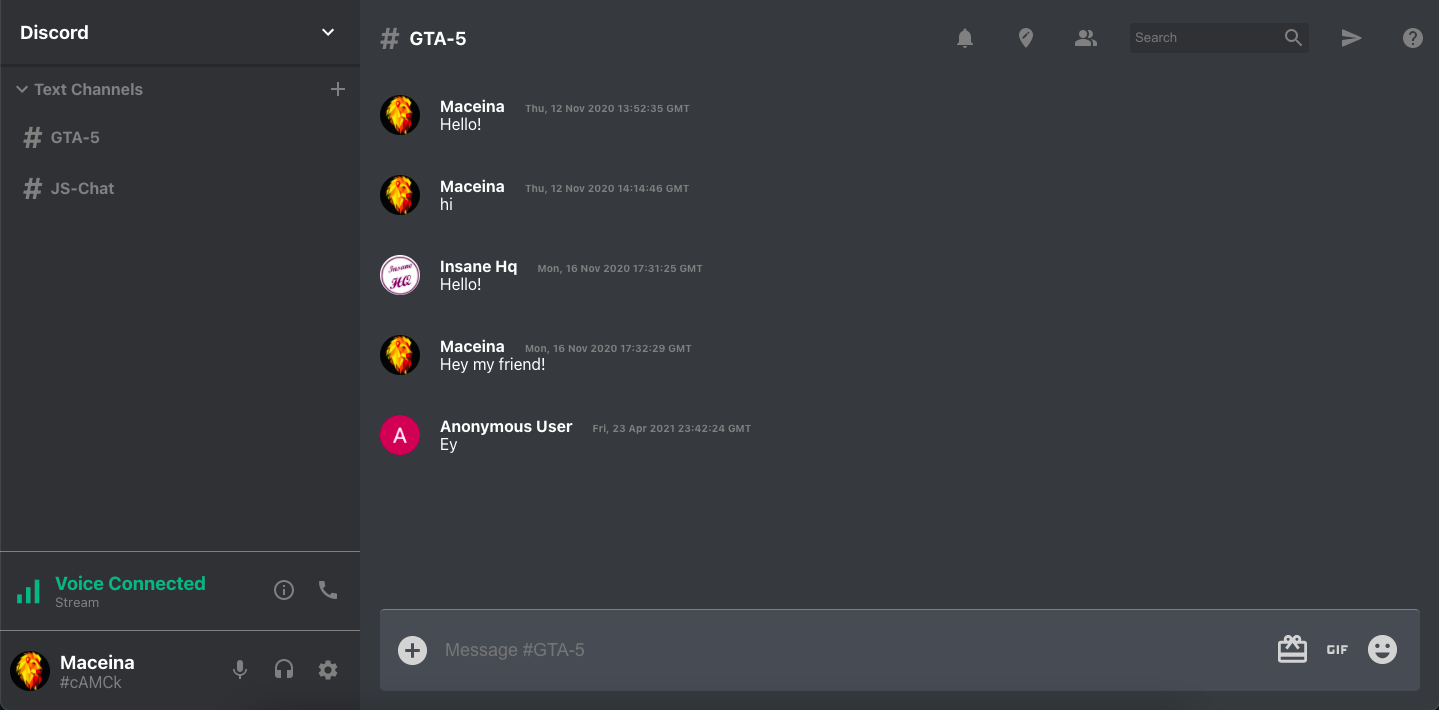 Discord
Text Channels
# GTA-5
# JS-Chat
Voice Connected
Stream
Maceina
#cAMCk
# GTA-5
Search
Maceina Thu, 12 Nov 2020 13:52:35 GMT
Hello!
Maceina Thu, 12 Nov 2020 14:14:46 GMT
hi
Insane HQ
Insane Hq Mon, 16 Nov 2020 17:31:25 GMT
Hello!
Maceina Mon, 16 Nov 2020 17:32:29 GMT
Hey my friend!
A
Anonymous User Fri, 23 Apr 2021 23:42:24 GMT
Ey
Message #GTA-5
GIF